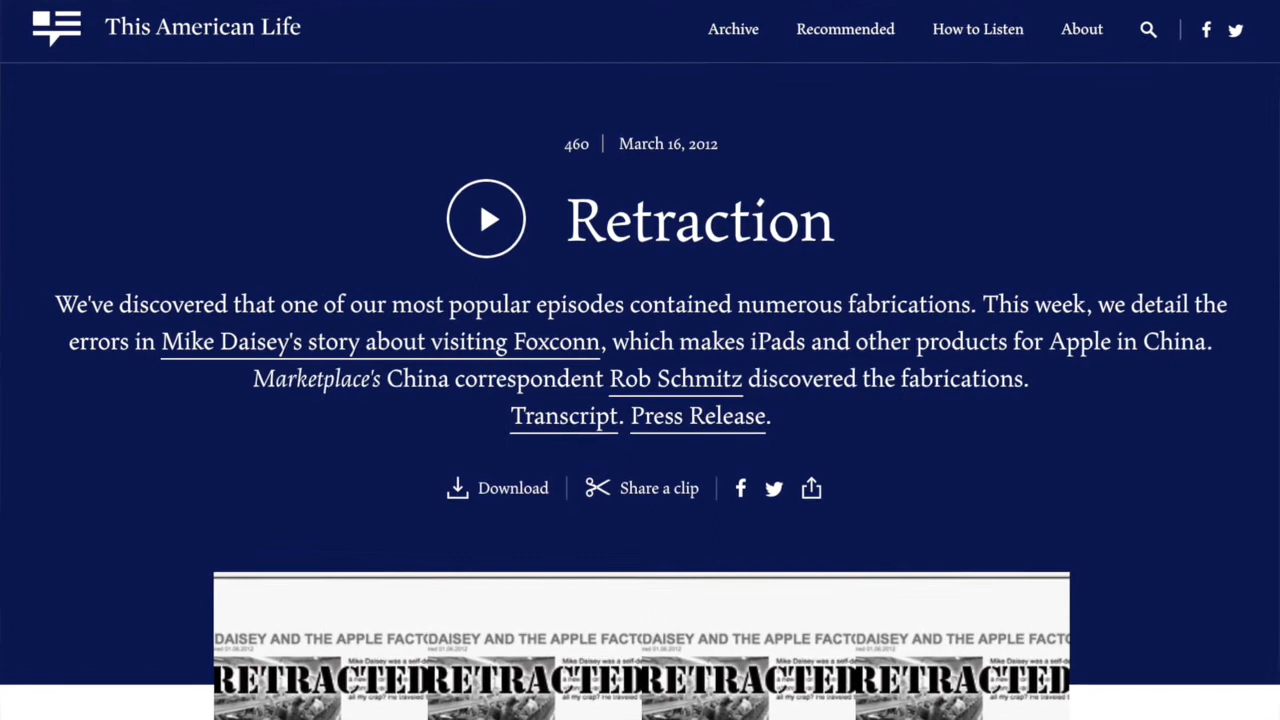 This American Life
Archive
Recommended
How to Listen
About
460
March 16, 2012
Retraction
We've discovered that one of our most popular episodes contained numerous fabrications. This week, we detail the
errors in Mike Daisey's story about visiting Foxconn, which makes iPads and other products for Apple in China.
Marketplace's China correspondent Rob Schmitz discovered the fabrications.
Transcript. Press Release.
Download
Share a clip
DAISEY AND THE APPLE FACTO DAISEY AND THE APPLE FACTO DAISEY AND THE APPLE FACTO DAISEY AND THE APPLE FACTO
RETRACTED RETRACTED RETRACTED RETRACTED